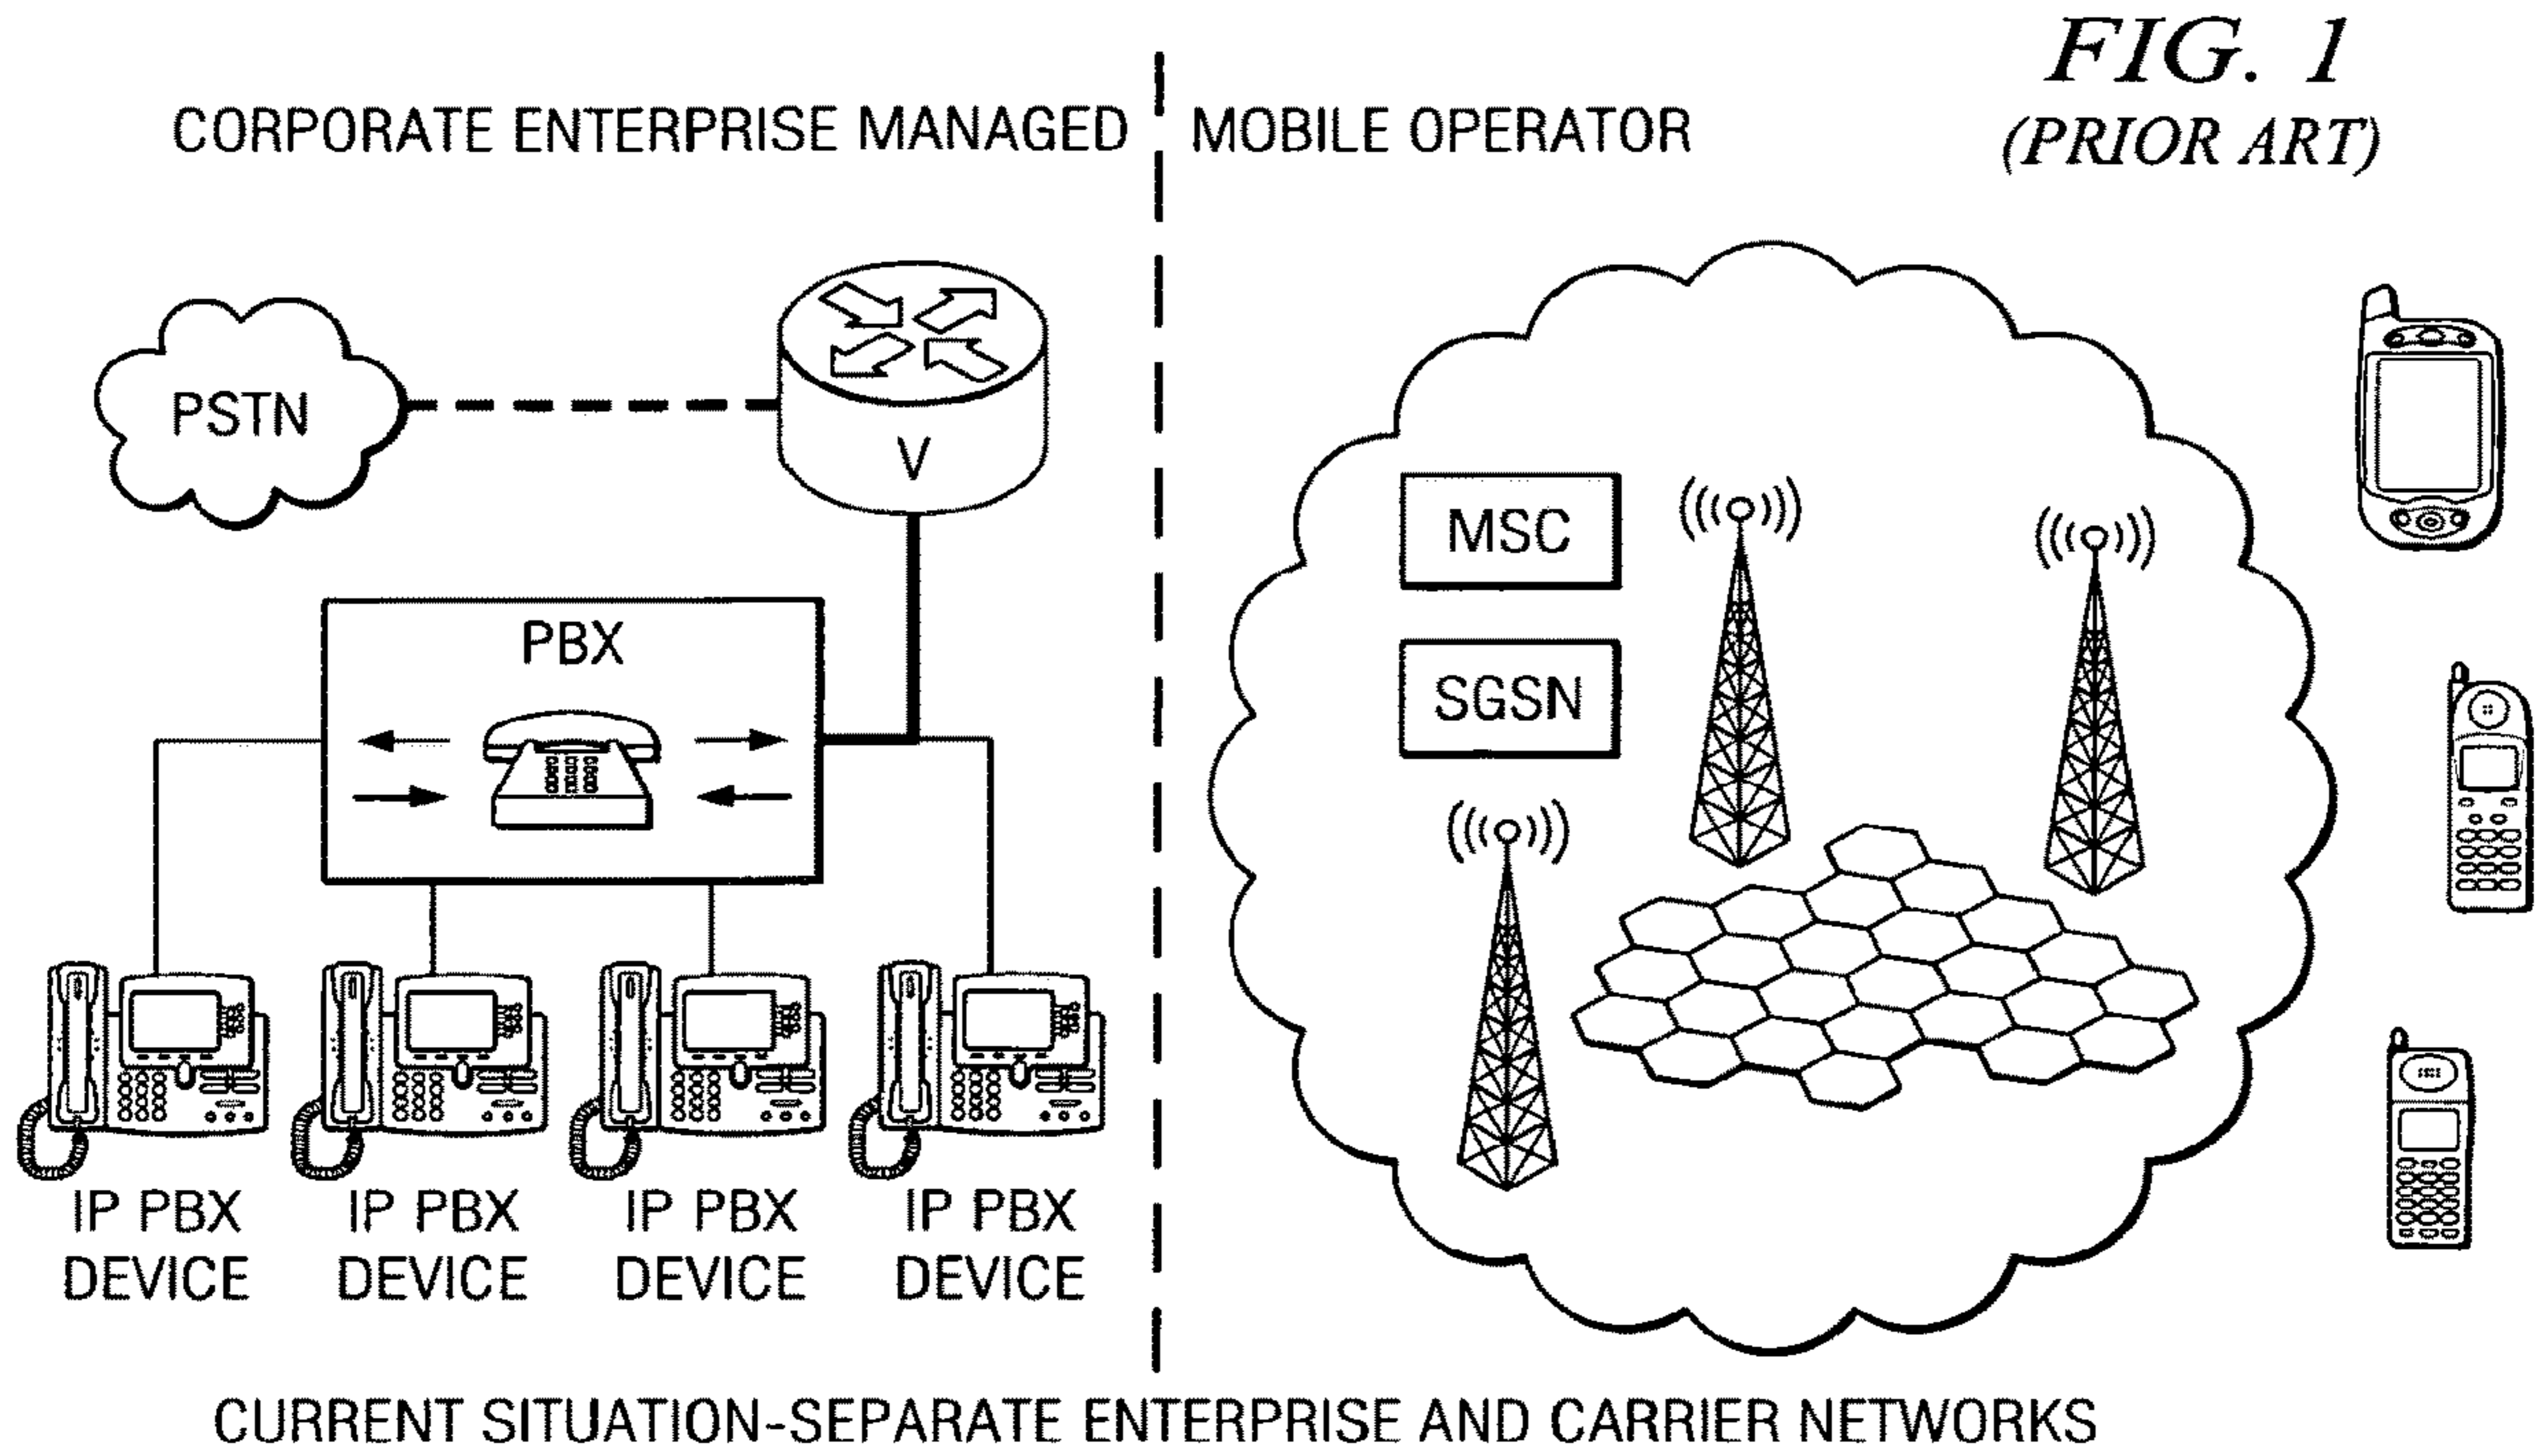 FIG. 1
(PRIOR ART)
CORPORATE ENTERPRISE MANAGED
MOBILE OPERATOR
PSTN
V
MSC
PBX
SGSN
IP PBX
DEVICE
IP PBX
DEVICE
IP PBX
DEVICE
IP PBX
DEVICE
CURRENT SITUATION-SEPARATE ENTERPRISE AND CARRIER NETWORKS